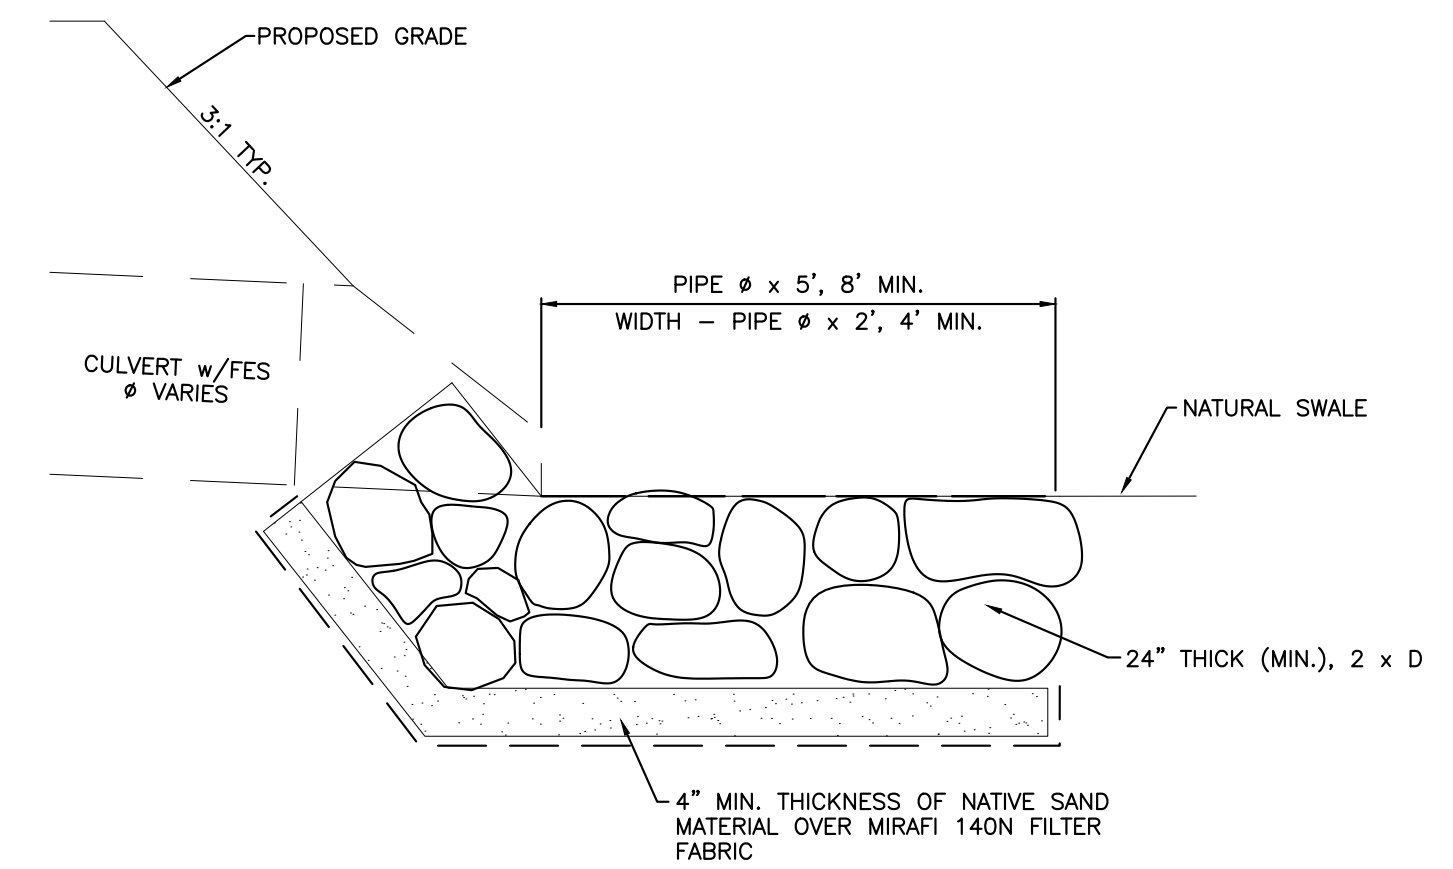 PROPOSED GRADE
3:1 TYP.
PIPE ø x 5', 8' MIN.
WIDTH – PIPE ø x 2', 4' MIN.
CULVERT w/FES
ø VARIES
NATURAL SWALE
24" THICK (MIN.), 2 x D
4" MIN. THICKNESS OF NATIVE SAND
MATERIAL OVER MIRAFI 140N FILTER
FABRIC